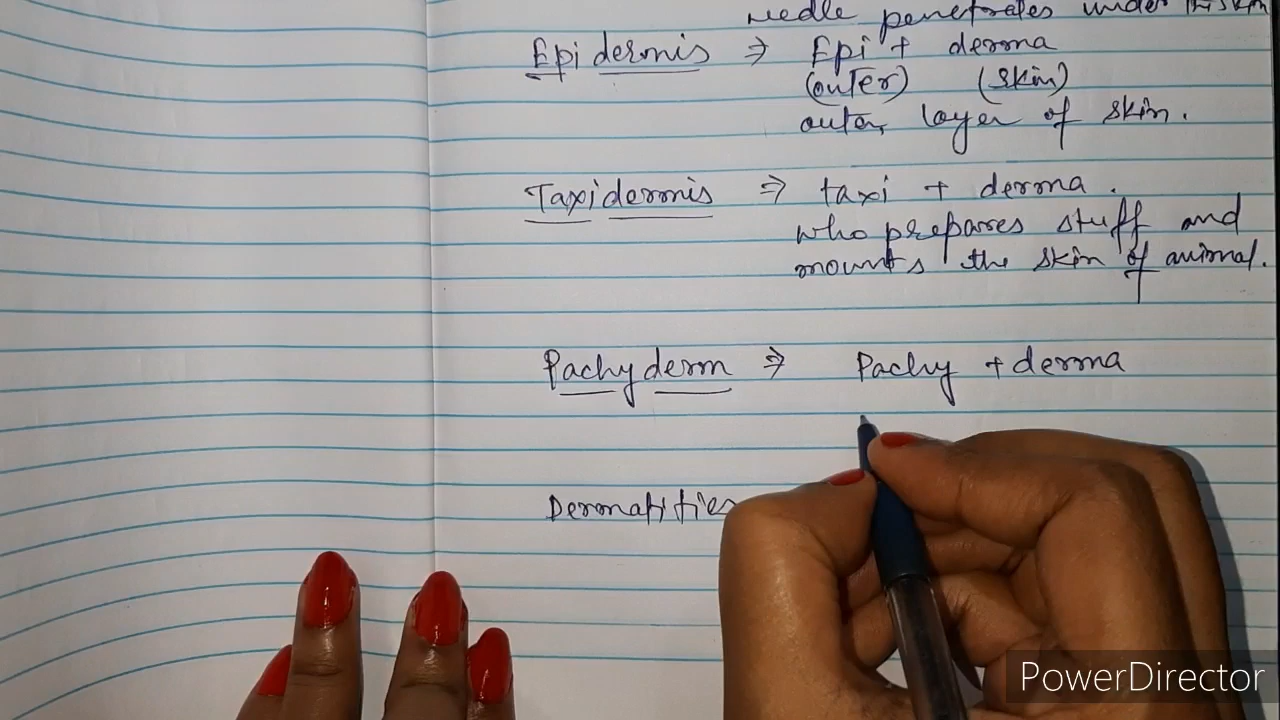 needle penetrates under the skin
Epidermis ⇒ Epi + derma
(outer) (skin)
outer layer of skin.
Taxidermis ⇒ taxi + derma.
who prepares stuff and
mounts the skin of animal.
Pachyderm ⇒ Pachy + derma
Dermatities
PowerDirector